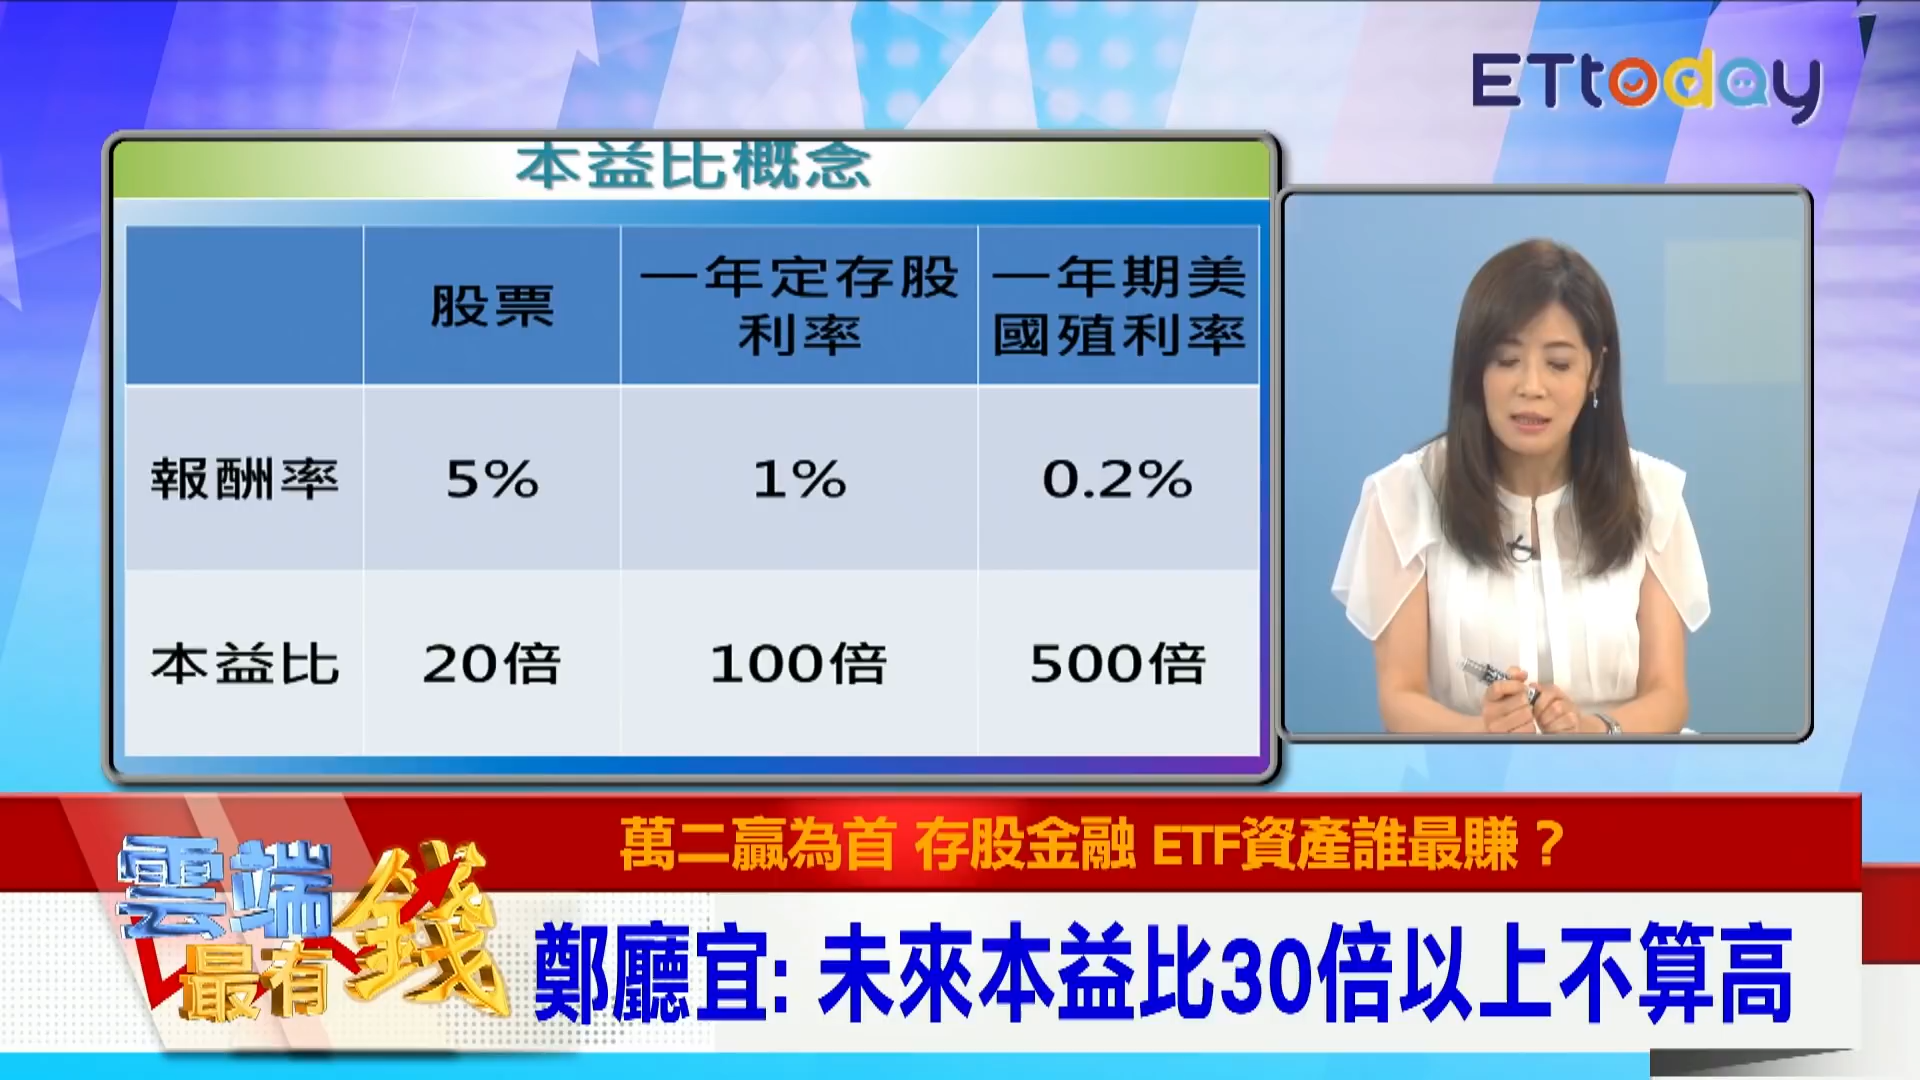 ETtoday
本益比概念
股票
一年定存股
利率
一年期美
國殖利率
報酬率 5% 1% 0.2%
本益比 20倍 100倍 500倍
萬二贏為首 存股金融 ETF資產誰最賺？
雲端
最有錢
鄭廳宜: 未來本益比30倍以上不算高